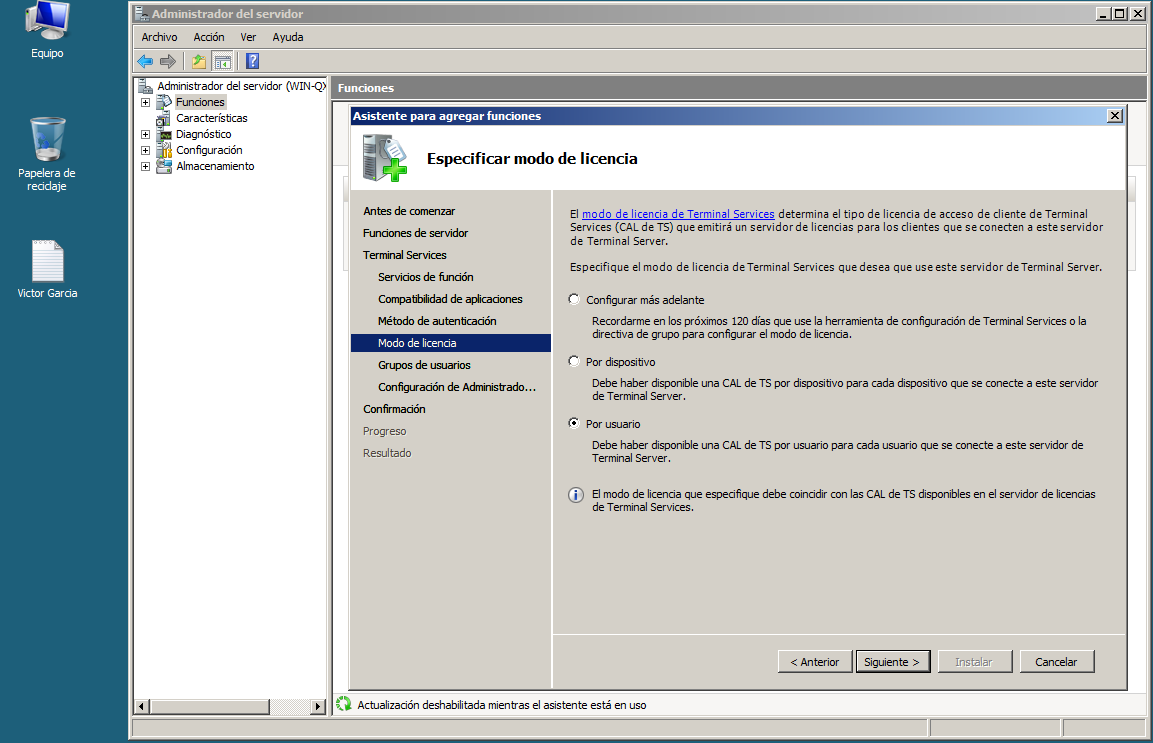 Equipo
Papelera de
reciclaje
Victor Garcia
Administrador del servidor
Archivo Acción Ver Ayuda
Administrador del servidor (WIN-QX
Funciones
Características
Diagnóstico
Configuración
Almacenamiento
Funciones
Asistente para agregar funciones
Especificar modo de licencia
Antes de comenzar
Funciones de servidor
Terminal Services
Servicios de función
Compatibilidad de aplicaciones
Método de autenticación
Modo de licencia
Grupos de usuarios
Configuración de Administrado...
Confirmación
Progreso
Resultado
El modo de licencia de Terminal Services determina el tipo de licencia de acceso de cliente de Terminal
Services (CAL de TS) que emitirá un servidor de licencias para los clientes que se conecten a este servidor
de Terminal Server.
Especifique el modo de licencia de Terminal Services que desea que use este servidor de Terminal Server.
Configurar más adelante
Recordarme en los próximos 120 días que use la herramienta de configuración de Terminal Services o la
directiva de grupo para configurar el modo de licencia.
Por dispositivo
Debe haber disponible una CAL de TS por dispositivo para cada dispositivo que se conecte a este servidor
de Terminal Server.
Por usuario
Debe haber disponible una CAL de TS por usuario para cada usuario que se conecte a este servidor de
Terminal Server.
El modo de licencia que especifique debe coincidir con las CAL de TS disponibles en el servidor de licencias
de Terminal Services.
< Anterior Siguiente > Instalar Cancelar
Actualización deshabilitada mientras el asistente está en uso